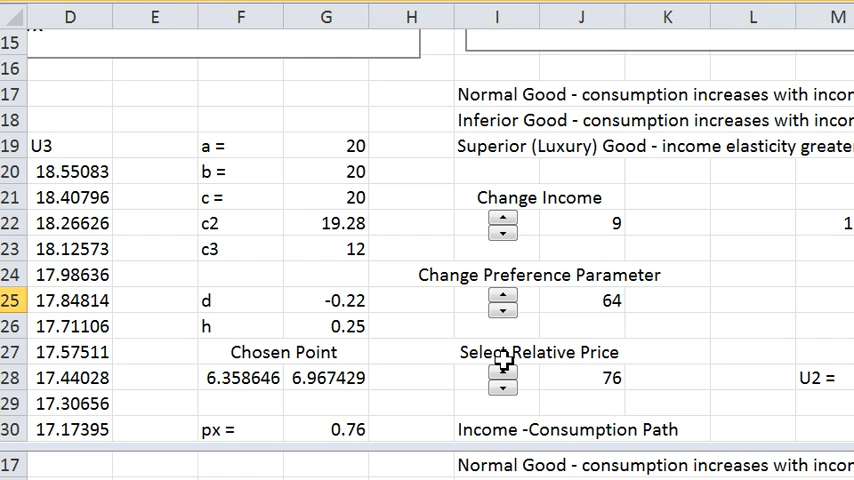 D E F G H I J K L M
15
16
17 Normal Good - consumption increases with incor
18 Inferior Good - consumption increases with incor
19 U3 a = 20 Superior (Luxury) Good - income elasticity greate
20 18.55083 b = 20
21 18.40796 c = 20 Change Income
22 18.26626 c2 19.28 9 1
23 18.12573 c3 12
24 17.98636 Change Preference Parameter
25 17.84814 d -0.22 64
26 17.71106 h 0.25
27 17.57511 Chosen Point Select Relative Price
28 17.44028 6.358646 6.967429 76 U2 =
29 17.30656
30 17.17395 px = 0.76 Income -Consumption Path
17 Normal Good - consumption increases with incor